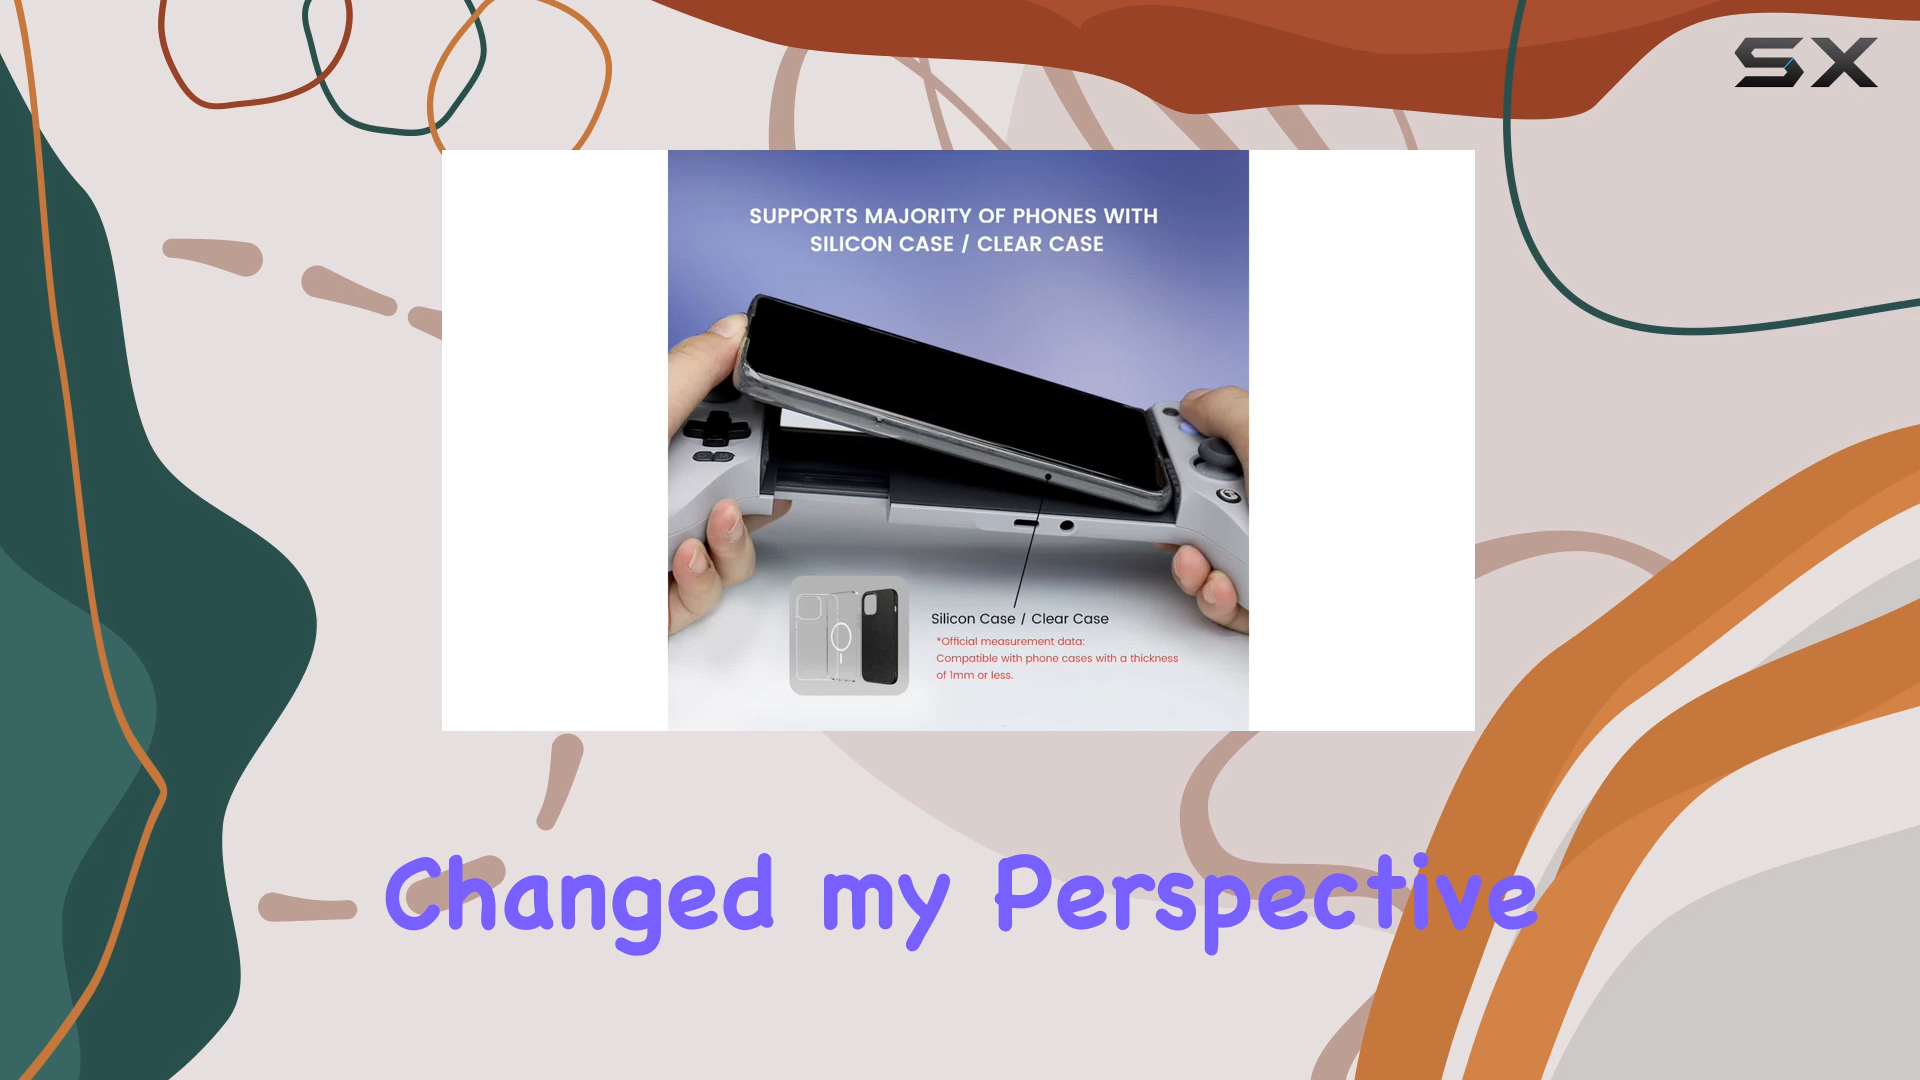 SX
SUPPORTS MAJORITY OF PHONES WITH
SILICON CASE / CLEAR CASE
Silicon Case / Clear Case
*Official measurement data:
Compatible with phone cases with a thickness
of 1mm or less.
Changed my Perspective